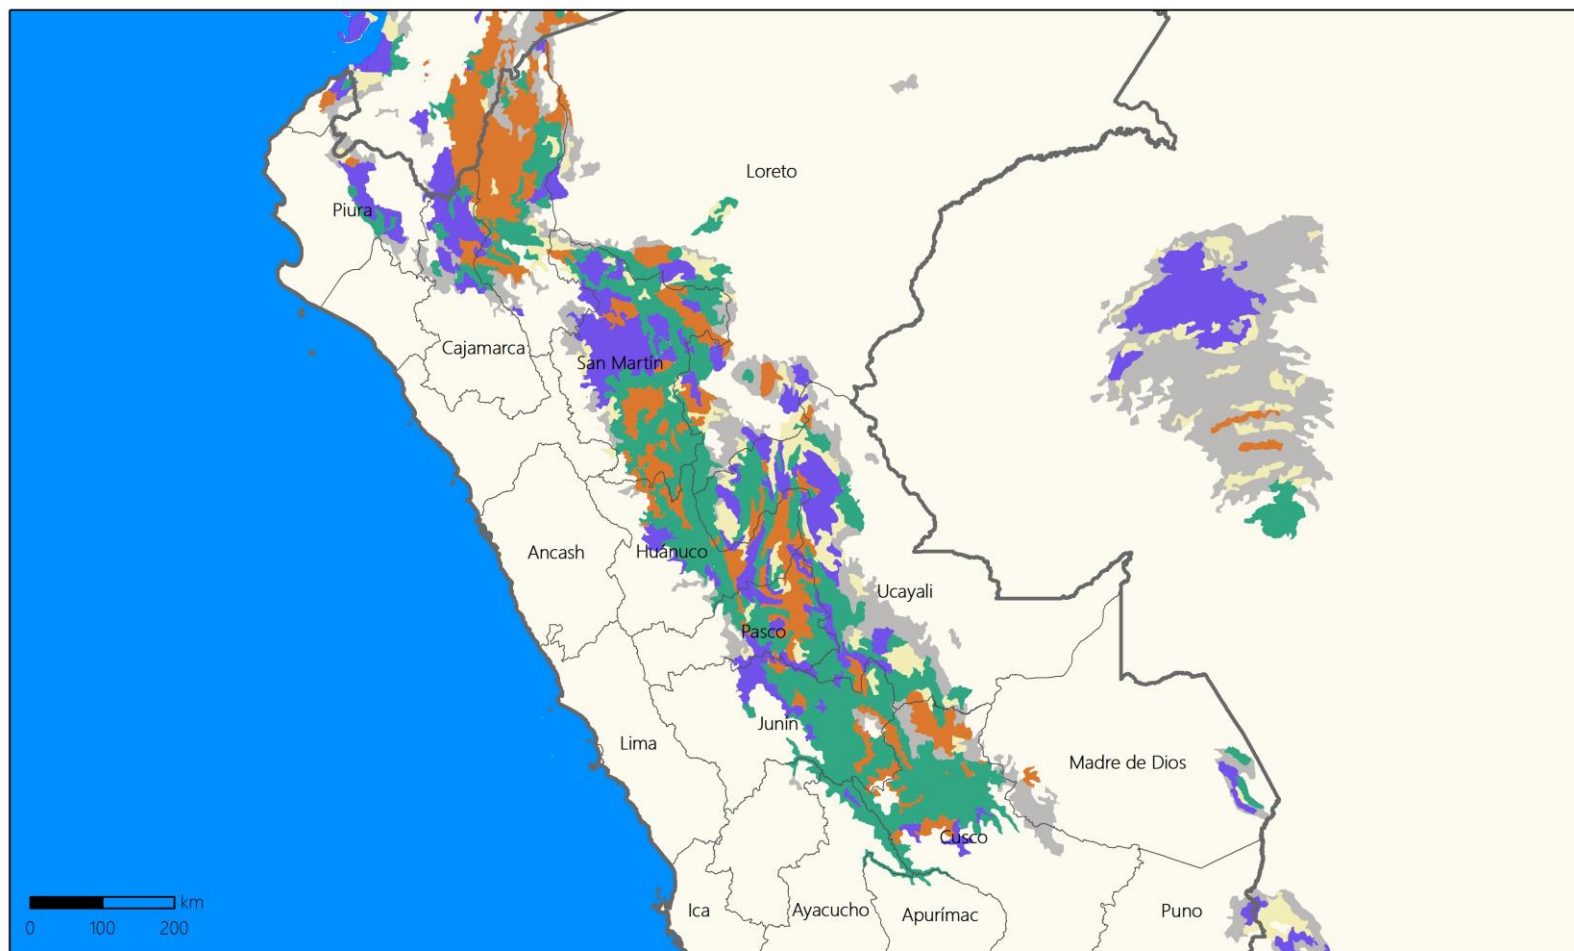 Loreto
Piura
Cajamarca
San Martín
Ancash
Huánuco
Ucayali
Pasco
Junín
Lima
Madre de Dios
Cusco
Ica
Ayacucho
Apurímac
Puno
km
0 100 200